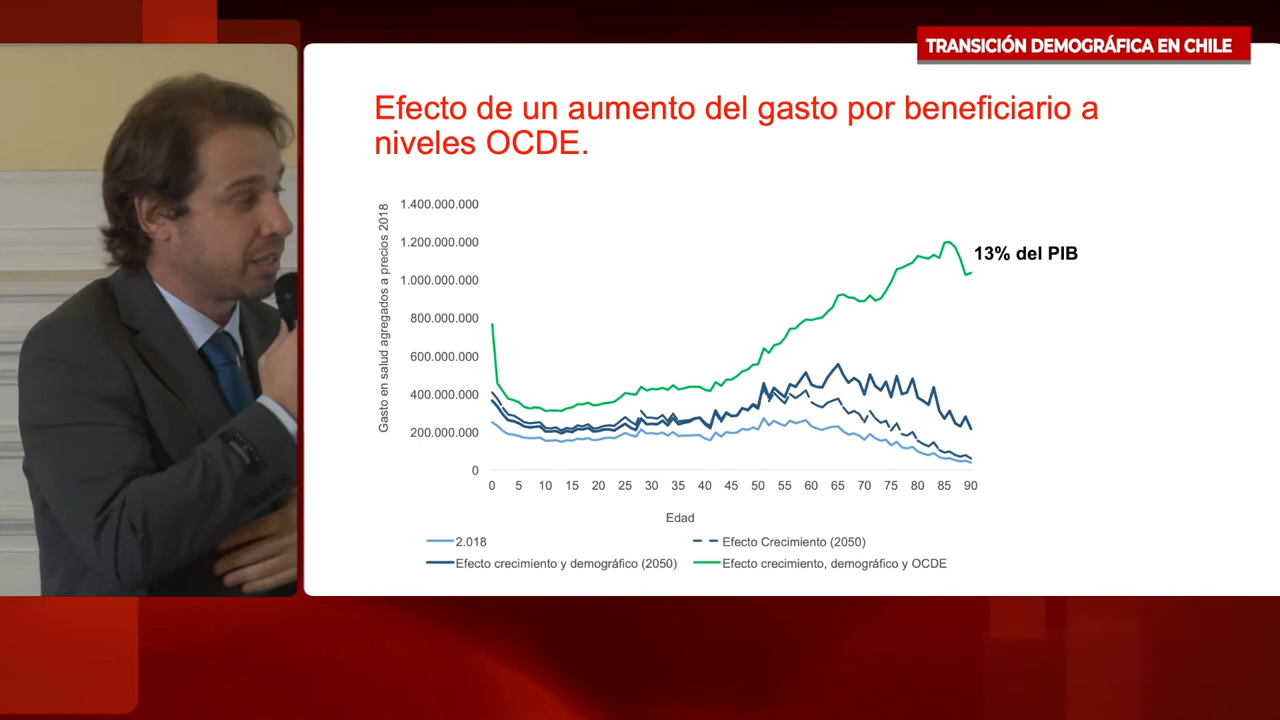 TRANSICIÓN DEMOGRÁFICA EN CHILE
Efecto de un aumento del gasto por beneficiario a
niveles OCDE.
Gasto en salud agregados a precios 2018
1.400.000.000
1.200.000.000
1.000.000.000
800.000.000
600.000.000
400.000.000
200.000.000
0
13% del PIB
0 5 10 15 20 25 30 35 40 45 50 55 60 65 70 75 80 85 90
Edad
2.018
Efecto Crecimiento (2050)
Efecto crecimiento y demográfico (2050)
Efecto crecimiento, demográfico y OCDE